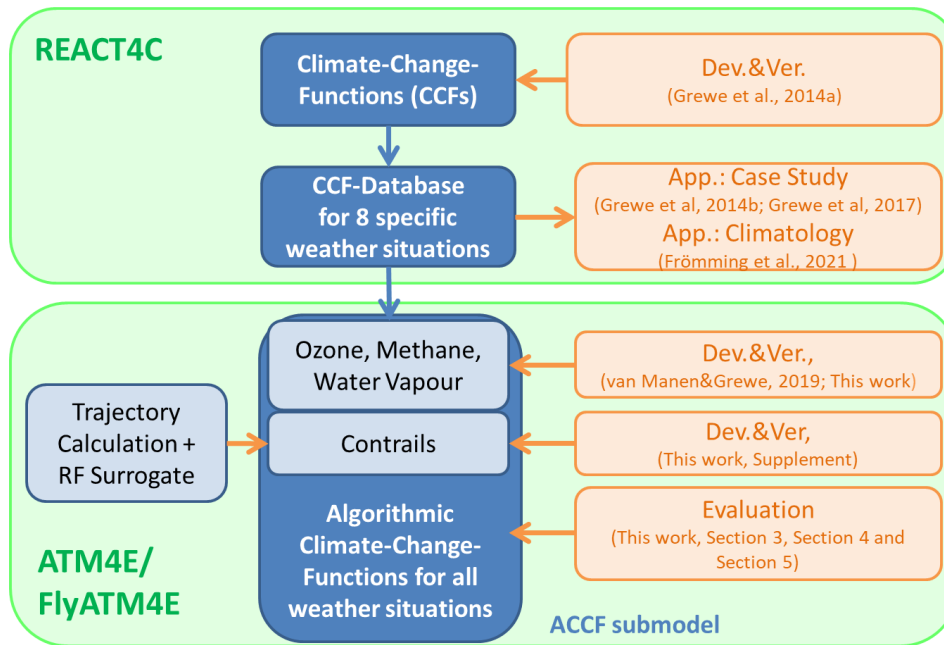 REACT4C
Climate-Change-
Functions (CCFs)
Dev.&Ver.
(Grewe et al., 2014a)
CCF-Database
for 8 specific
weather situations
App.: Case Study
(Grewe et al, 2014b; Grewe et al., 2017)
App.: Climatology
(Frömming et al., 2021 )
Ozone, Methane,
Water Vapour
Dev.&Ver.,
(van Manen&Grewe, 2019; This work)
Trajectory
Calculation +
RF Surrogate
Contrails
Dev.&Ver,
(This work, Supplement)
Algorithmic
Climate-Change-
Functions for all
weather situations
Evaluation
(This work, Section 3, Section 4 and
Section 5)
ATM4E/
FlyATM4E
ACCF submodel